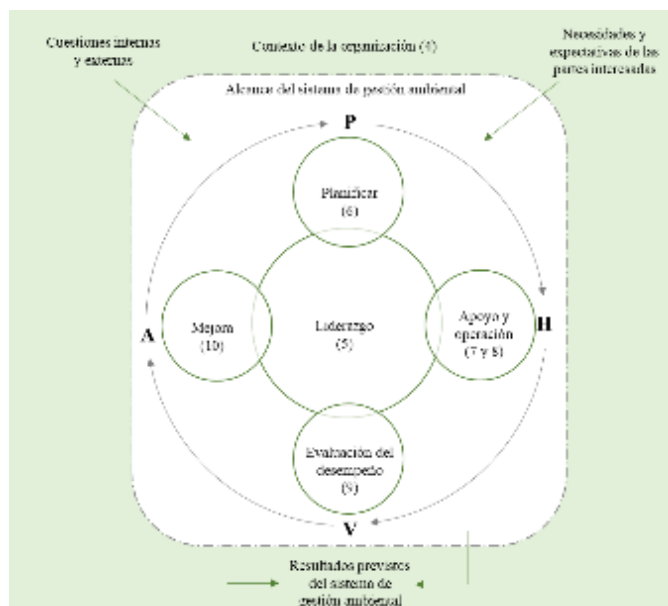 Cuestiones internas
y externas
Contexto de la organización (4)
Necesidades y
expectativas de las
partes interesadas
Alcance del sistema de gestión ambiental
P
Planificar
(6)
A
Mejora
(10)
Liderazgo
(5)
Apoyo y
operación
(7 y 8)
H
Evaluación del
desempeño
(9)
V
Resultados previstos
del sistema de
gestión ambiental